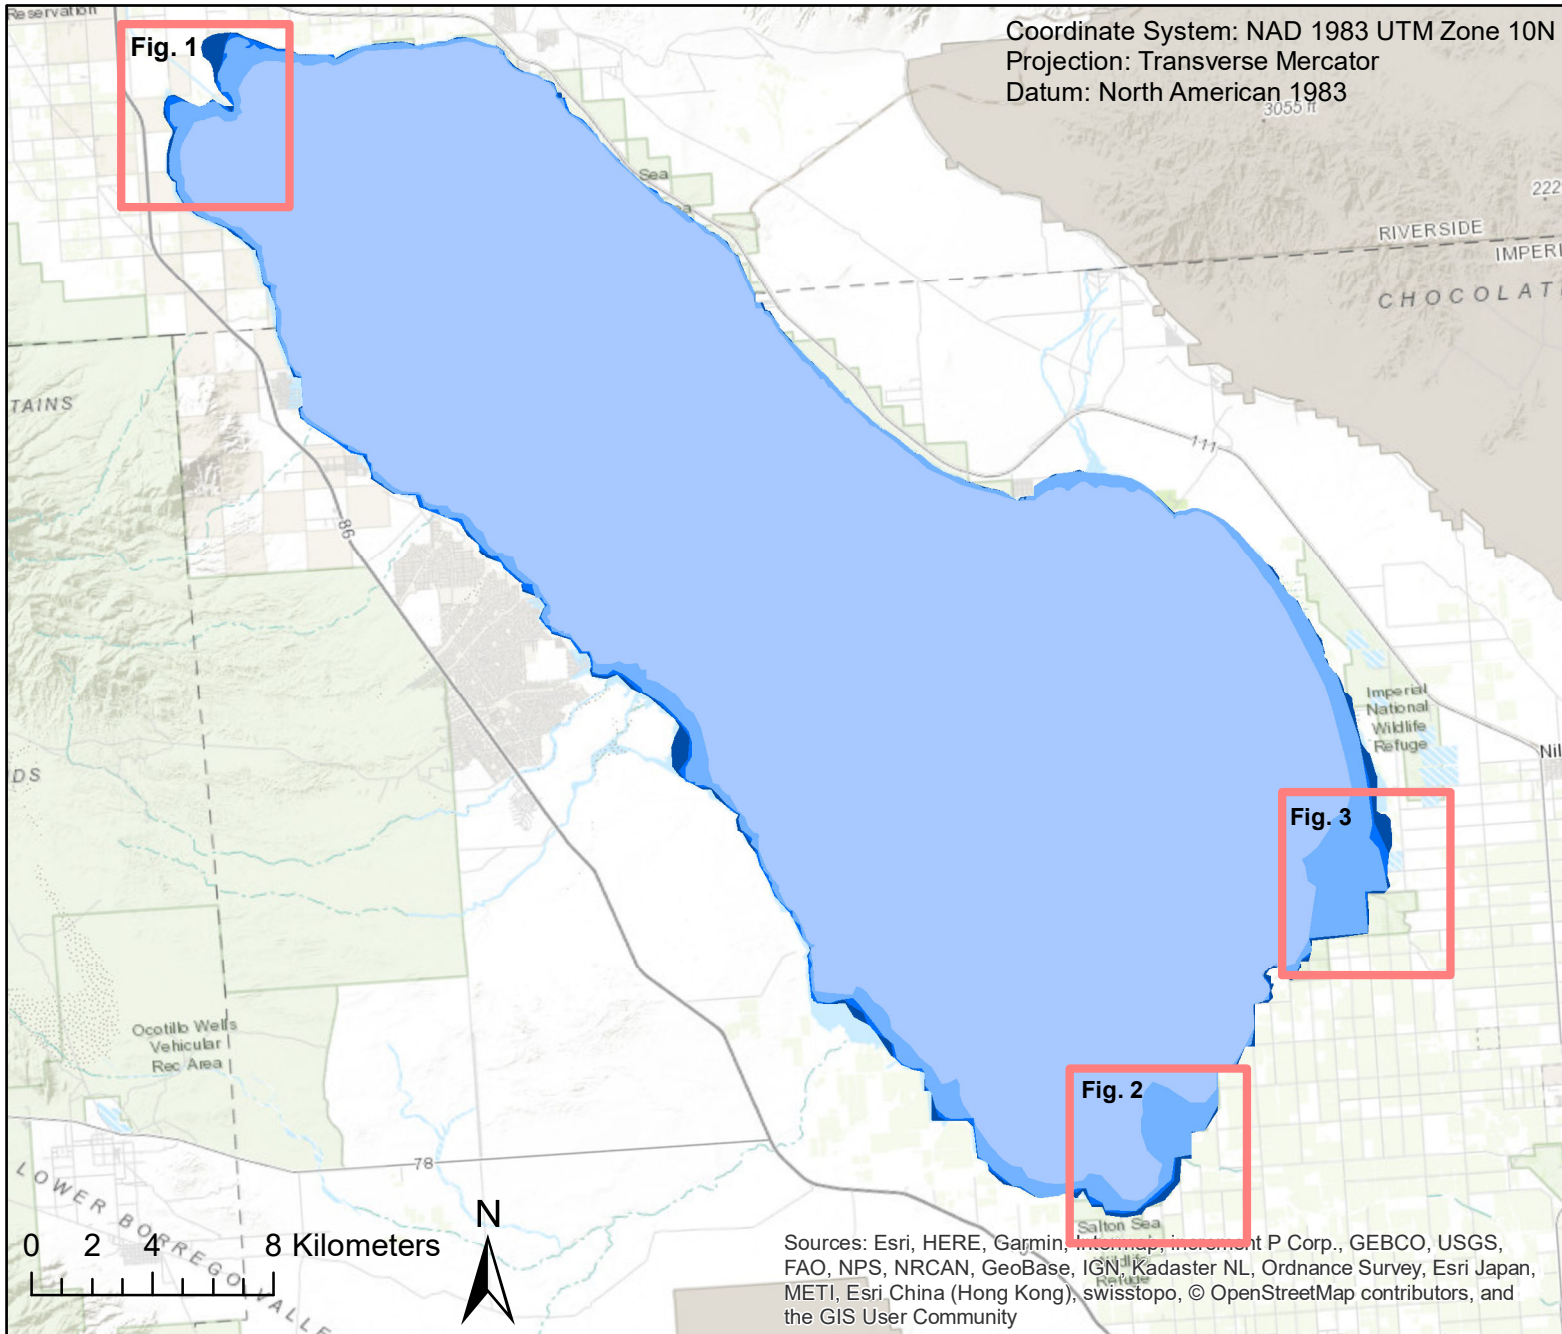 Reservation
Fig. 1
Coordinate System: NAD 1983 UTM Zone 10N
Projection: Transverse Mercator
Datum: North American 1983
3055 ft
Sea
222
RIVERSIDE
IMPERI
CHOCOLAT
TAINS
111
86
Imperial
National
Wildlife
Refuge
Nil
DS
Fig. 3
Ocotillo Wells
Vehicular
Rec Area
Fig. 2
78
LOWER BORREGO VALLE
N
0 2 4 8 Kilometers
Salton Sea
Refuge
Sources: Esri, HERE, Garmin, Intermap, increment P Corp., GEBCO, USGS,
FAO, NPS, NRCAN, GeoBase, IGN, Kadaster NL, Ordnance Survey, Esri Japan,
METI, Esri China (Hong Kong), swisstopo, © OpenStreetMap contributors, and
the GIS User Community